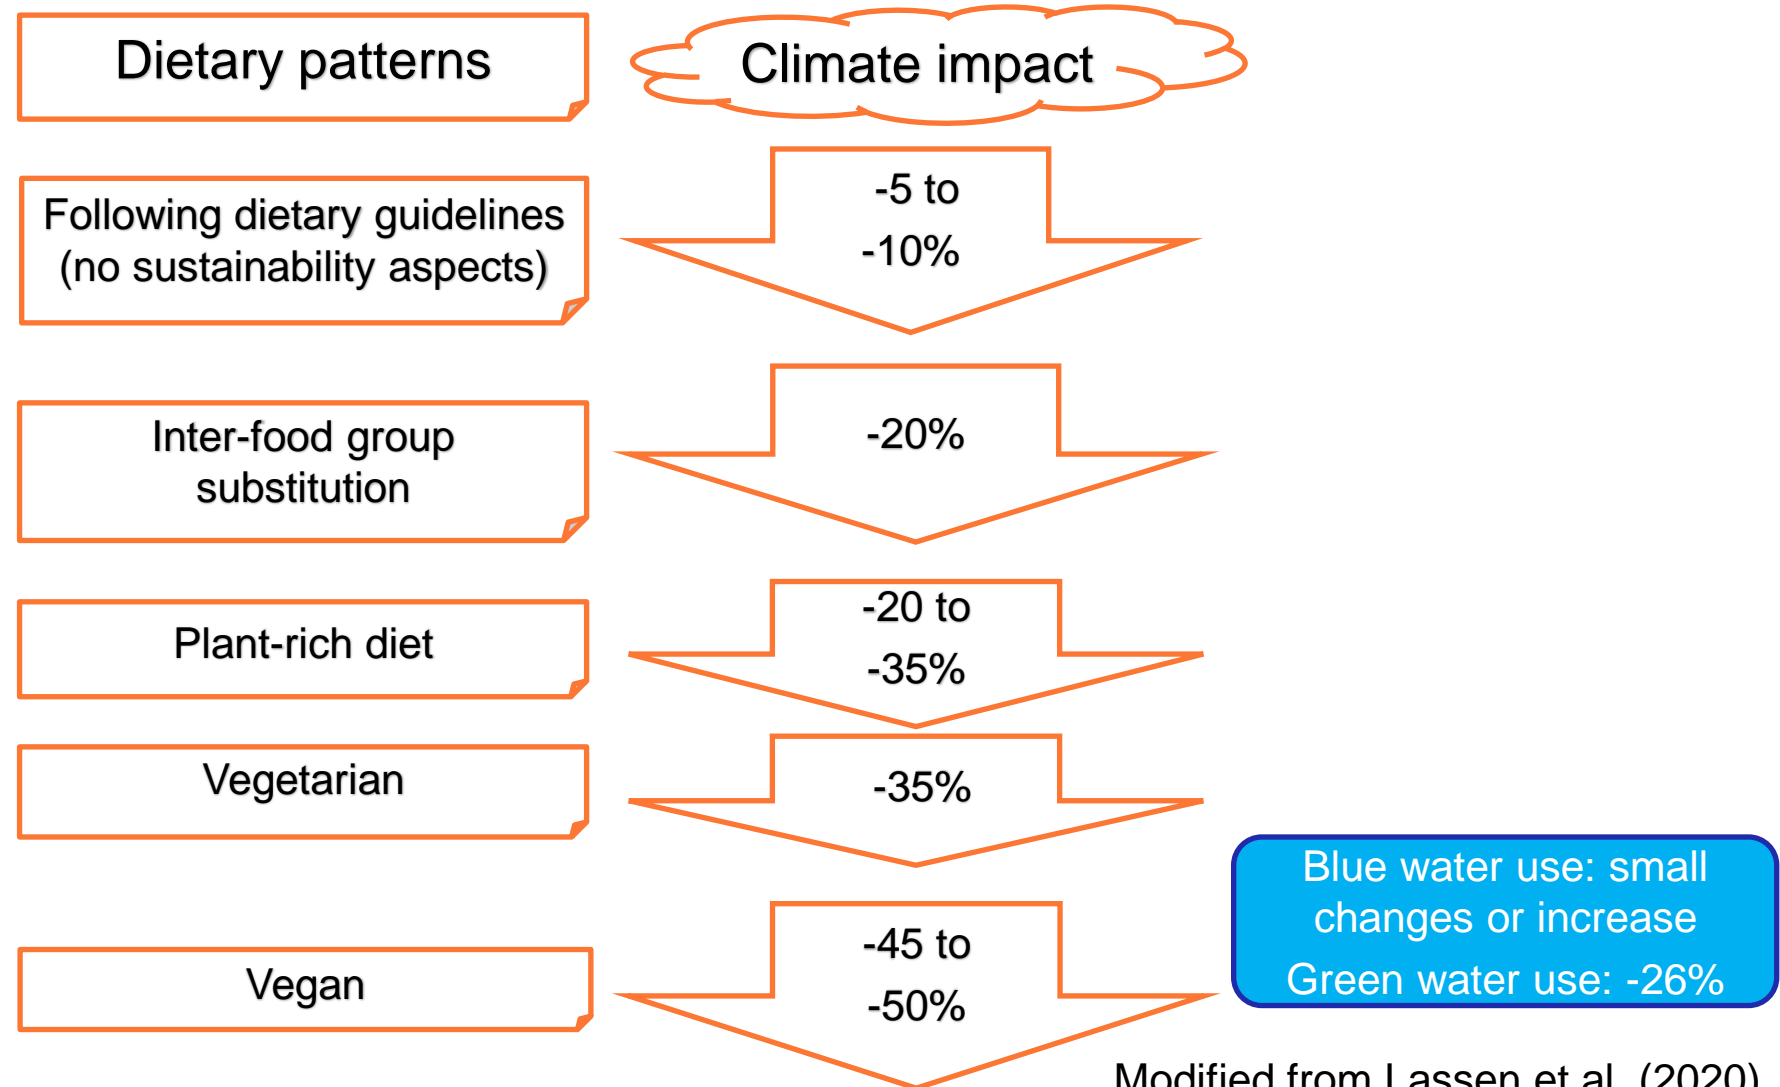 Dietary patterns
Climate impact
Following dietary guidelines
(no sustainability aspects)
-5 to
-10%
Inter-food group
substitution
-20%
Plant-rich diet
-20 to
-35%
Vegetarian
-35%
Vegan
-45 to
-50%
Blue water use: small
changes or increase
Green water use: -26%
Modified from Lassen et al. (2020)